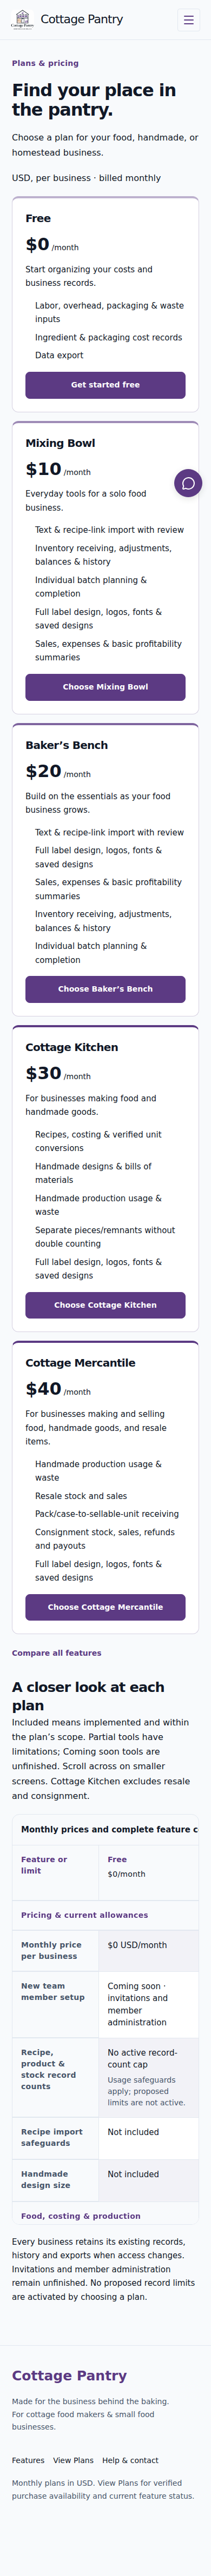 Cottage Pantry
Plans & pricing
Find your place in
the pantry.
Choose a plan for your food, handmade, or
homestead business.
USD, per business · billed monthly
Free
$0 /month
Start organizing your costs and
business records.
Labor, overhead, packaging & waste
inputs
Ingredient & packaging cost records
Data export
Get started free
Mixing Bowl
$10 /month
Everyday tools for a solo food
business.
Text & recipe-link import with review
Inventory receiving, adjustments,
balances & history
Individual batch planning &
completion
Full label design, logos, fonts &
saved designs
Sales, expenses & basic profitability
summaries
Choose Mixing Bowl
Baker’s Bench
$20 /month
Build on the essentials as your food
business grows.
Text & recipe-link import with review
Full label design, logos, fonts &
saved designs
Sales, expenses & basic profitability
summaries
Inventory receiving, adjustments,
balances & history
Individual batch planning &
completion
Choose Baker’s Bench
Cottage Kitchen
$30 /month
For businesses making food and
handmade goods.
Recipes, costing & verified unit
conversions
Handmade designs & bills of
materials
Handmade production usage &
waste
Separate pieces/remnants without
double counting
Full label design, logos, fonts &
saved designs
Choose Cottage Kitchen
Cottage Mercantile
$40 /month
For businesses making and selling
food, handmade goods, and resale
items.
Handmade production usage &
waste
Resale stock and sales
Pack/case-to-sellable-unit receiving
Consignment stock, sales, refunds
and payouts
Full label design, logos, fonts &
saved designs
Choose Cottage Mercantile
Compare all features
A closer look at each
plan
Included means implemented and within
the plan’s scope. Partial tools have
limitations; Coming soon tools are
unfinished. Scroll across on smaller
screens. Cottage Kitchen excludes resale
and consignment.
Monthly prices and complete feature c
Feature or
limit
Free
$0/month
Pricing & current allowances
Monthly price
per business
$0 USD/month
New team
member setup
Coming soon ·
invitations and
member
administration
Recipe,
product &
stock record
counts
No active record-
count cap
Usage safeguards
apply; proposed
limits are not active.
Recipe import
safeguards
Not included
Handmade
design size
Not included
Food, costing & production
Every business retains its existing records,
history and exports when access changes.
Invitations and member administration
remain unfinished. No proposed record limits
are activated by choosing a plan.
Cottage Pantry
Made for the business behind the baking.
For cottage food makers & small food
businesses.
Features View Plans Help & contact
Monthly plans in USD. View Plans for verified
purchase availability and current feature status.